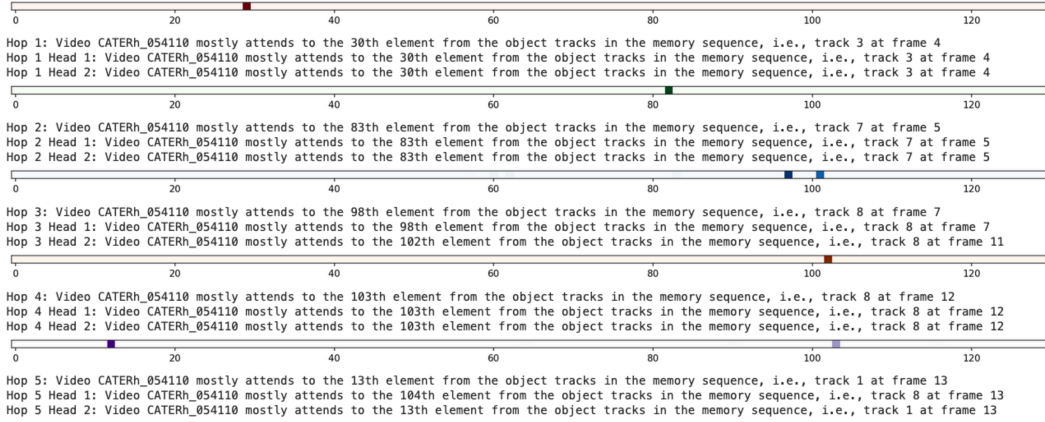 0 20 40 60 80 100 120
Hop 1: Video CATERh_054110 mostly attends to the 30th element from the object tracks in the memory sequence, i.e., track 3 at frame 4
Hop 1 Head 1: Video CATERh_054110 mostly attends to the 30th element from the object tracks in the memory sequence, i.e., track 3 at frame 4
Hop 1 Head 2: Video CATERh_054110 mostly attends to the 30th element from the object tracks in the memory sequence, i.e., track 3 at frame 4
0 20 40 60 80 100 120
Hop 2: Video CATERh_054110 mostly attends to the 83th element from the object tracks in the memory sequence, i.e., track 7 at frame 5
Hop 2 Head 1: Video CATERh_054110 mostly attends to the 83th element from the object tracks in the memory sequence, i.e., track 7 at frame 5
Hop 2 Head 2: Video CATERh_054110 mostly attends to the 83th element from the object tracks in the memory sequence, i.e., track 7 at frame 5
0 20 40 60 80 100 120
Hop 3: Video CATERh_054110 mostly attends to the 98th element from the object tracks in the memory sequence, i.e., track 8 at frame 7
Hop 3 Head 1: Video CATERh_054110 mostly attends to the 98th element from the object tracks in the memory sequence, i.e., track 8 at frame 7
Hop 3 Head 2: Video CATERh_054110 mostly attends to the 102th element from the object tracks in the memory sequence, i.e., track 8 at frame 11
0 20 40 60 80 100 120
Hop 4: Video CATERh_054110 mostly attends to the 103th element from the object tracks in the memory sequence, i.e., track 8 at frame 12
Hop 4 Head 1: Video CATERh_054110 mostly attends to the 103th element from the object tracks in the memory sequence, i.e., track 8 at frame 12
Hop 4 Head 2: Video CATERh_054110 mostly attends to the 103th element from the object tracks in the memory sequence, i.e., track 8 at frame 12
0 20 40 60 80 100 120
Hop 5: Video CATERh_054110 mostly attends to the 13th element from the object tracks in the memory sequence, i.e., track 1 at frame 13
Hop 5 Head 1: Video CATERh_054110 mostly attends to the 104th element from the object tracks in the memory sequence, i.e., track 8 at frame 13
Hop 5 Head 2: Video CATERh_054110 mostly attends to the 13th element from the object tracks in the memory sequence, i.e., track 1 at frame 13